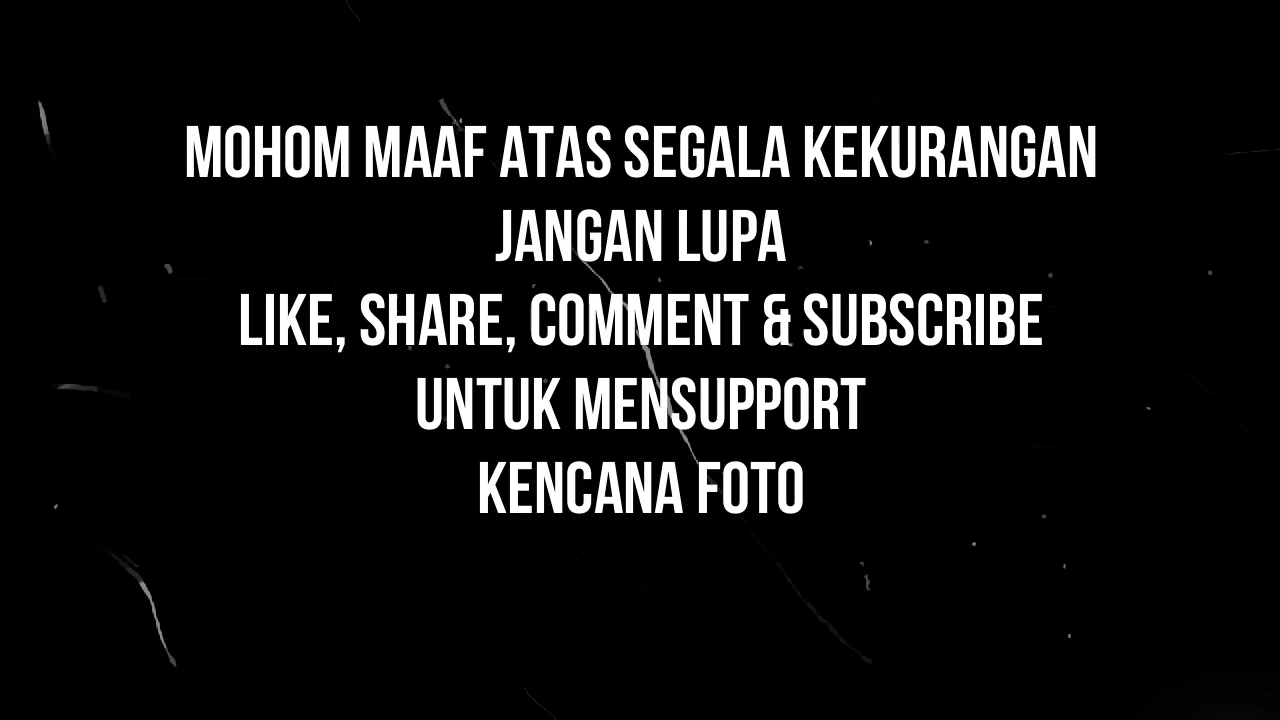 MOHOM MAAF ATAS SEGALA KEKURANGAN
JANGAN LUPA
LIKE, SHARE, COMMENT & SUBSCRIBE
UNTUK MENSUPPORT
KENCANA FOTO